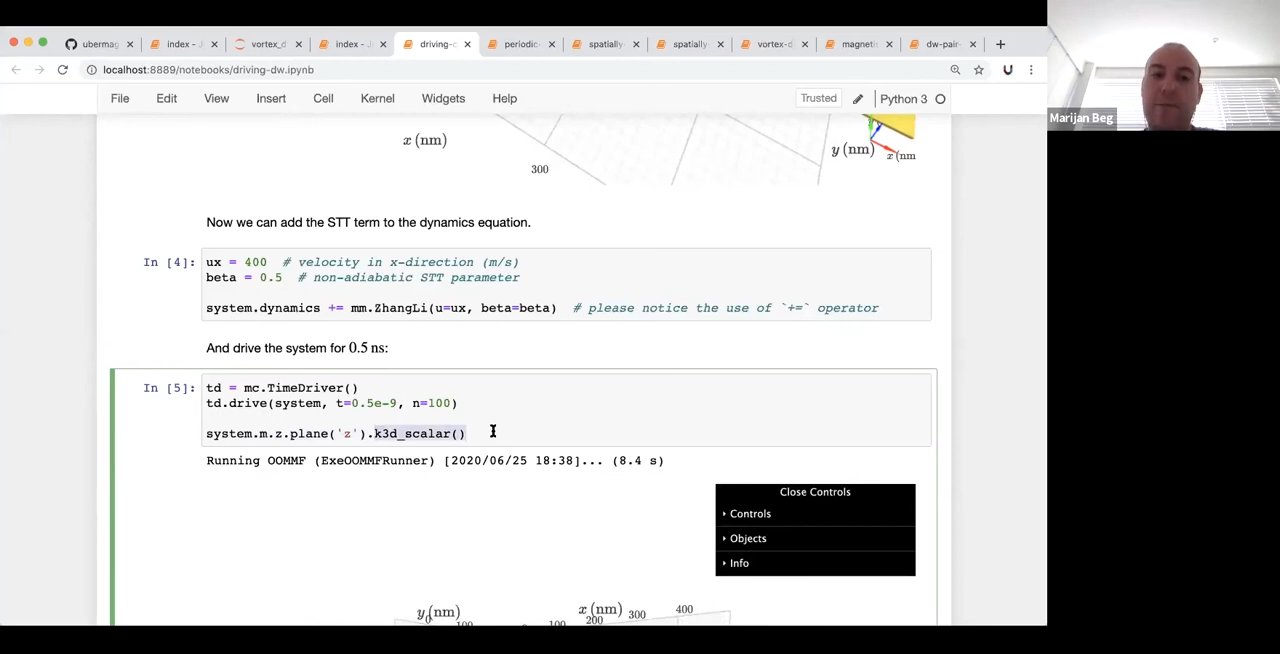 ubermag
index - J
vortex_d
index - J
driving-d
periodic-
spatially-
spatially
vortex-d
magnetis
dw-pair-
localhost:8889/notebooks/driving-dw.ipynb
File Edit View Insert Cell Kernel Widgets Help
Trusted
Python 3
Marijan Beg
x (nm)
300
y (nm)
x (nm
Now we can add the STT term to the dynamics equation.
In [4]:
ux = 400  # velocity in x-direction (m/s)
beta = 0.5  # non-adiabatic STT parameter
system.dynamics += mm.ZhangLi(u=ux, beta=beta)  # please notice the use of `+=` operator
And drive the system for 0.5 ns:
In [5]:
td = mc.TimeDriver()
td.drive(system, t=0.5e-9, n=100)
system.m.z.plane('z').k3d_scalar()
Running OOMMF (ExeOOMMFRunner) [2020/06/25 18:38]... (8.4 s)
Close Controls
Controls
Objects
Info
y (nm)
0
100
x (nm)
100
200
300
400